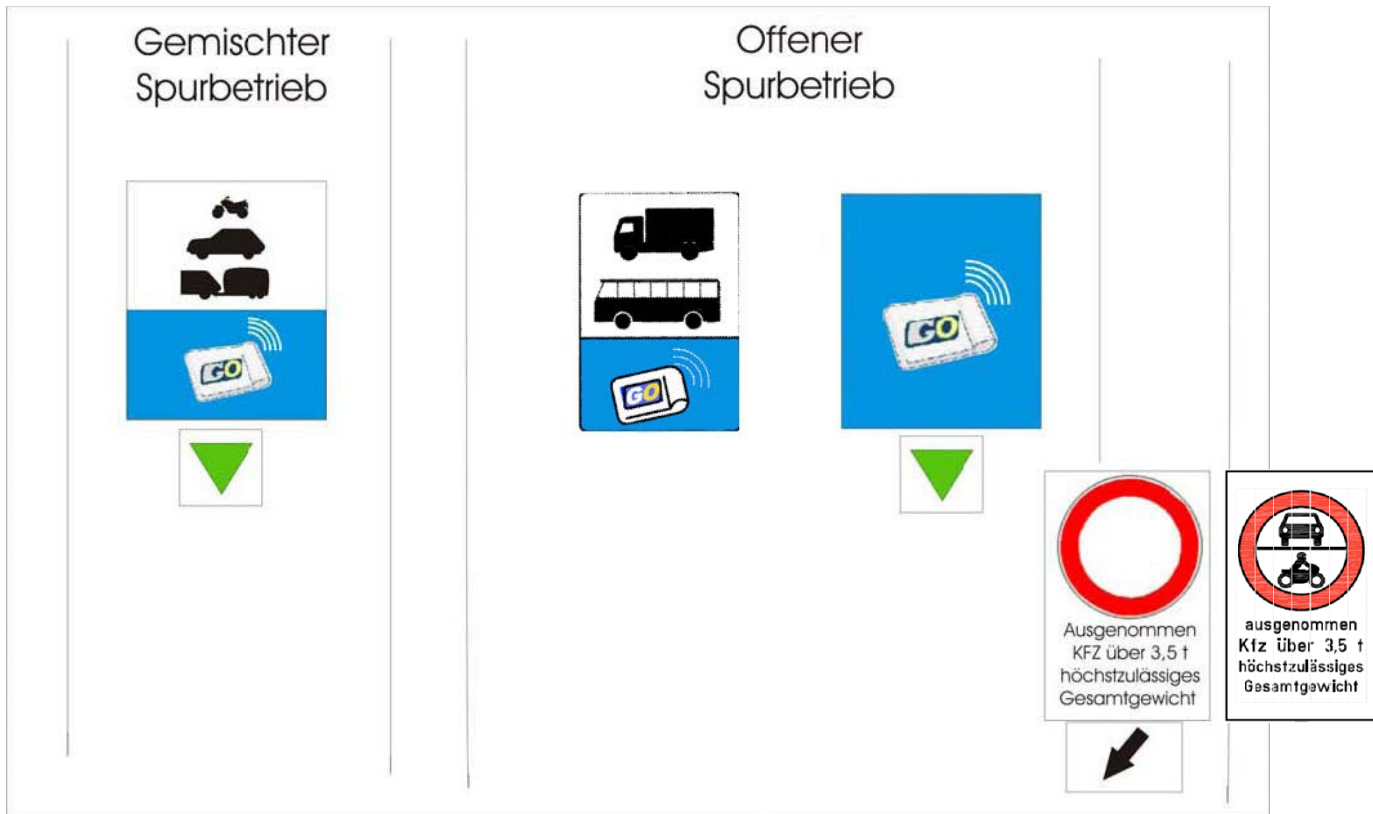 Gemischter
Spurbetrieb
Offener
Spurbetrieb
GO
GO
GO
Ausgenommen
KFZ über 3,5 t
höchstzulässiges
Gesamtgewicht
ausgenommen
Kfz über 3,5 t
höchstzulässiges
Gesamtgewicht